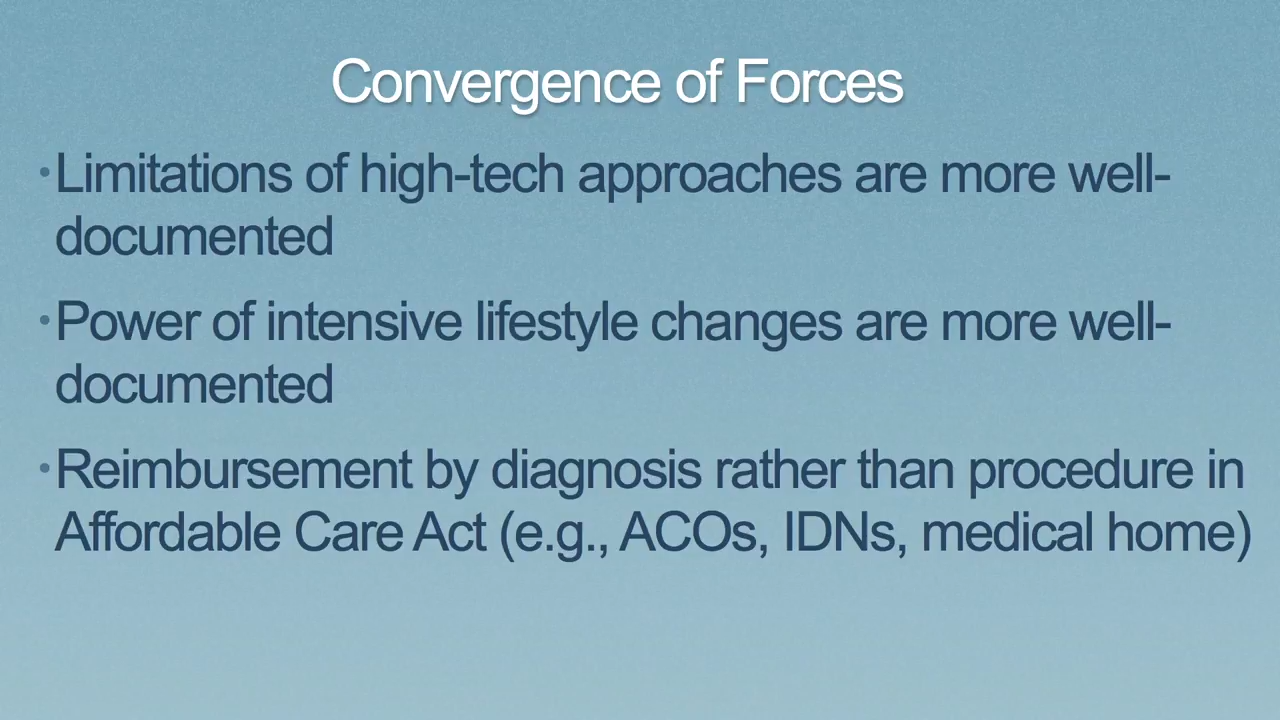 Convergence of Forces
•Limitations of high-tech approaches are more well-
documented
•Power of intensive lifestyle changes are more well-
documented
•Reimbursement by diagnosis rather than procedure in
Affordable Care Act (e.g., ACOs, IDNs, medical home)